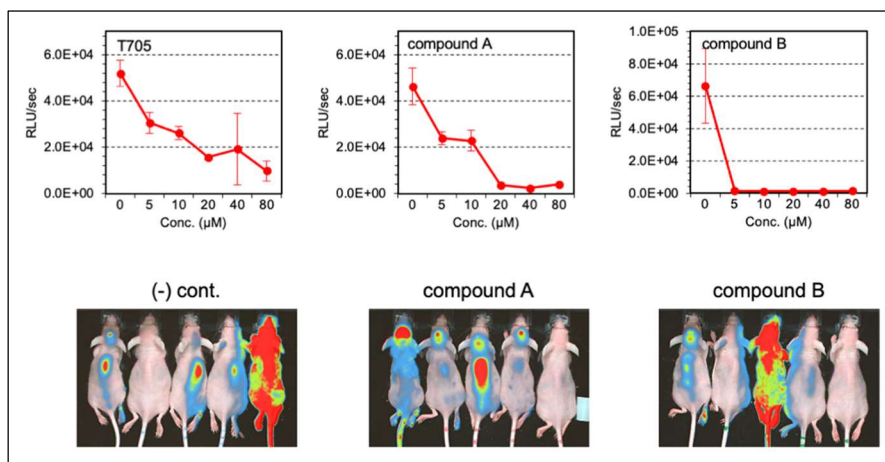 T705
RLU/sec
6.0E+04
4.0E+04
2.0E+04
0.0E+00
0 5 10 20 40 80
Conc. (µM)
compound A
RLU/sec
6.0E+04
4.0E+04
2.0E+04
0.0E+00
0 5 10 20 40 80
Conc. (µM)
compound B
RLU/sec
1.0E+05
8.0E+04
6.0E+04
4.0E+04
2.0E+04
0.0E+00
0 5 10 20 40 80
Conc. (µM)
(-) cont.
compound A
compound B